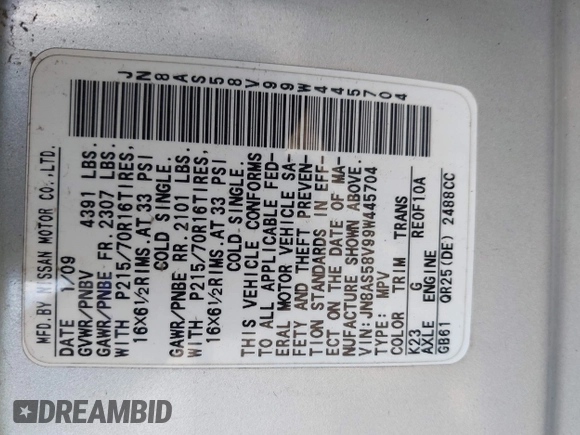 MFD.BY NISSAN MOTOR CO.,LTD.
DATE 1/09
GVWR/PNBV 4391 LBS.
GAWR/PNBE FR. 2307 LBS.
WITH P215/70R16TIRES,
16X6 1/2RIMS. AT 33 PSI
COLD SINGLE.
GAWR/PNBE RR. 2101 LBS.
WITH P215/70R16TIRES,
16X6 1/2RIMS. AT 33 PSI
COLD SINGLE.
THIS VEHICLE CONFORMS
TO ALL APPLICABLE FED-
ERAL MOTOR VEHICLE SA-
FETY AND THEFT PREVEN-
TION STANDARDS IN EFF-
ECT ON THE DATE OF MA-
NUFACTURE SHOWN ABOVE.
VIN: JN8AS58V99W445704
TYPE: MPV
COLOR TRIM TRANS
K23 G RE0F10A
AXLE ENGINE
GB61 QR25(DE) 2488CC
JN8AS58V99W445704
DREAMBID